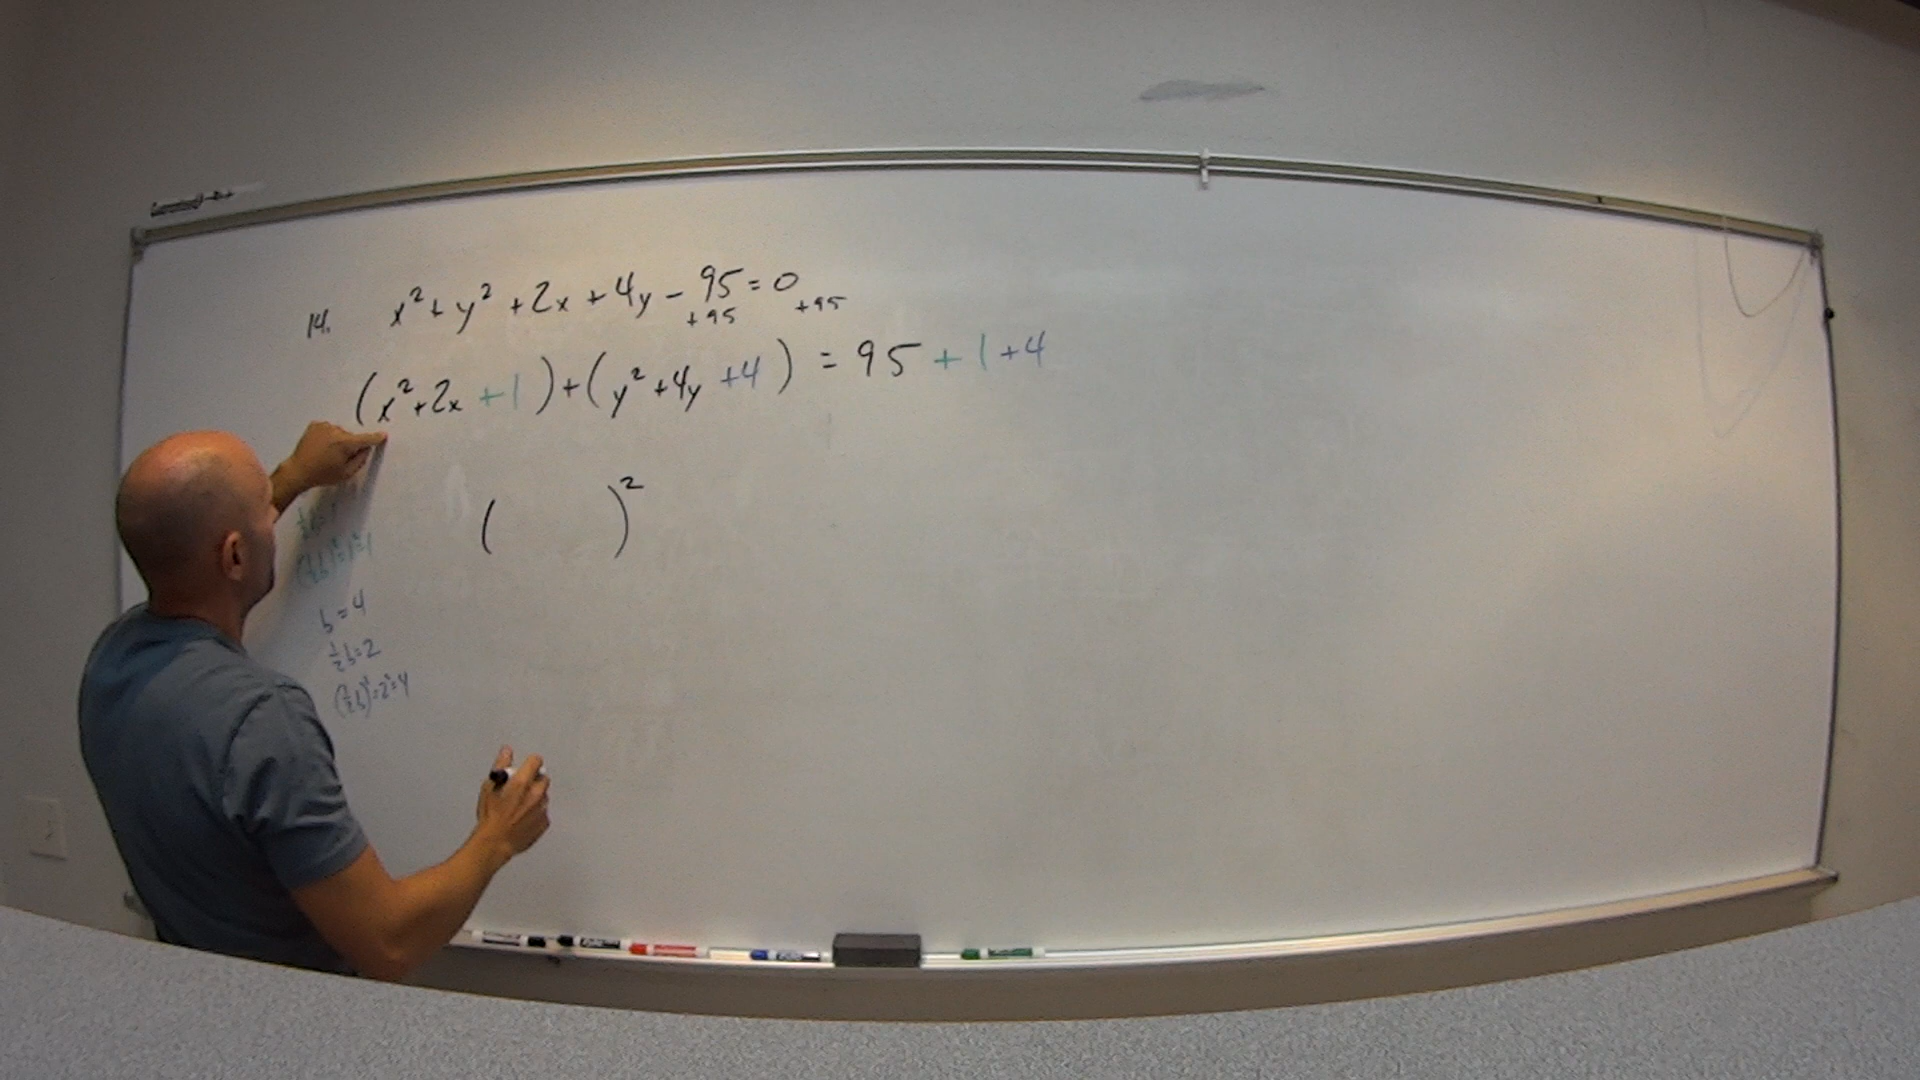 14. x² + y² + 2x + 4y - 95 = 0
+95 +95
(x² + 2x + 1) + (y² + 4y + 4) = 95 + 1 + 4
( )²
(½b)² = 1² = 1
b = 4
½b = 2
(½b)² = 2² = 4